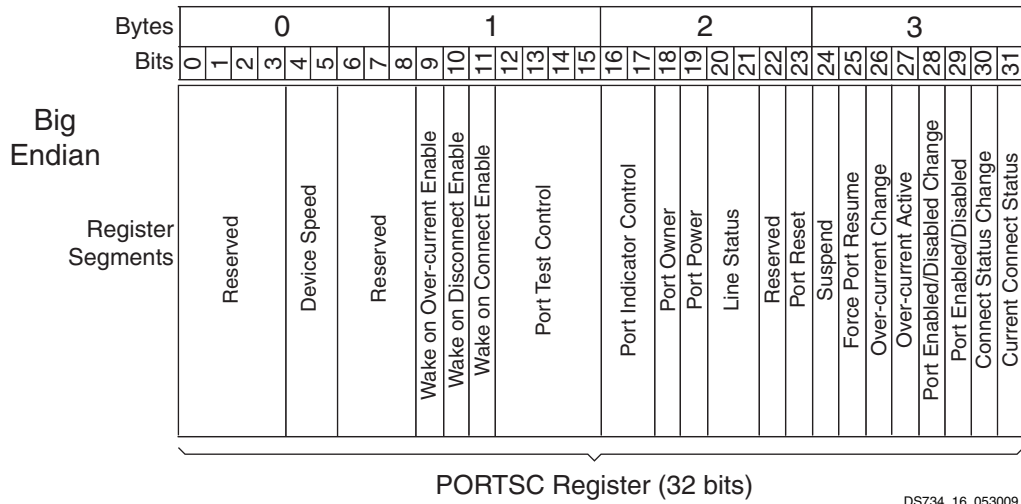 Bytes 0 1 2 3
Bits 0 1 2 3 4 5 6 7 8 9 10 11 12 13 14 15 16 17 18 19 20 21 22 23 24 25 26 27 28 29 30 31
Big
Endian
Register
Segments
Reserved
Device Speed
Reserved
Wake on Over-current Enable
Wake on Disconnect Enable
Wake on Connect Enable
Port Test Control
Port Indicator Control
Port Owner
Port Power
Line Status
Reserved
Port Reset
Suspend
Force Port Resume
Over-current Change
Over-current Active
Port Enabled/Disabled Change
Port Enabled/Disabled
Connect Status Change
Current Connect Status
PORTSC Register (32 bits)
DS734_16_053009